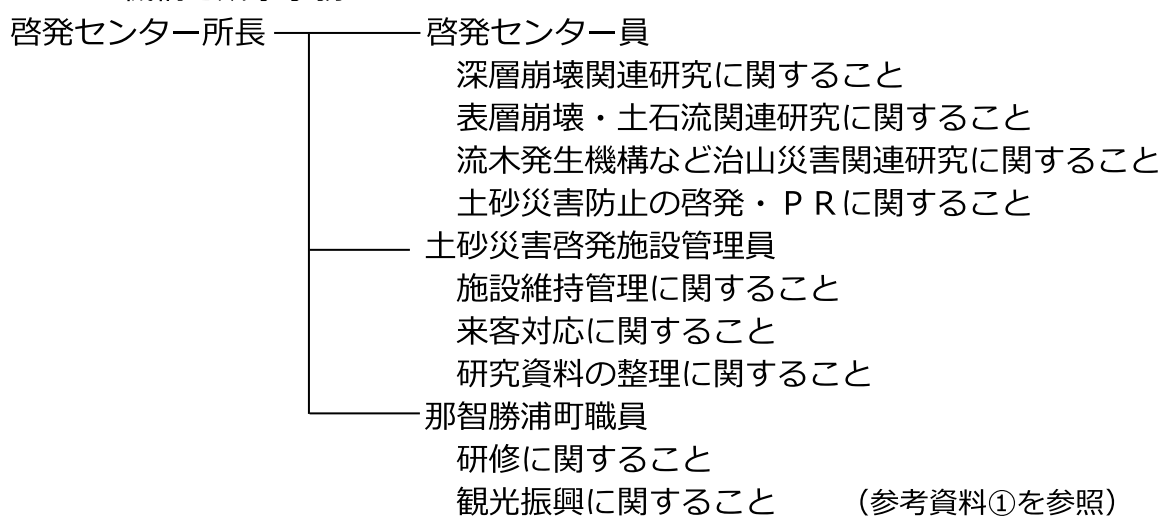 啓発センター所長 啓発センター員
深層崩壊関連研究に関すること
表層崩壊・土石流関連研究に関すること
流木発生機構など治山災害関連研究に関すること
土砂災害防止の啓発・ＰＲに関すること
土砂災害啓発施設管理員
施設維持管理に関すること
来客対応に関すること
研究資料の整理に関すること
那智勝浦町職員
研修に関すること
観光振興に関すること （参考資料①を参照）